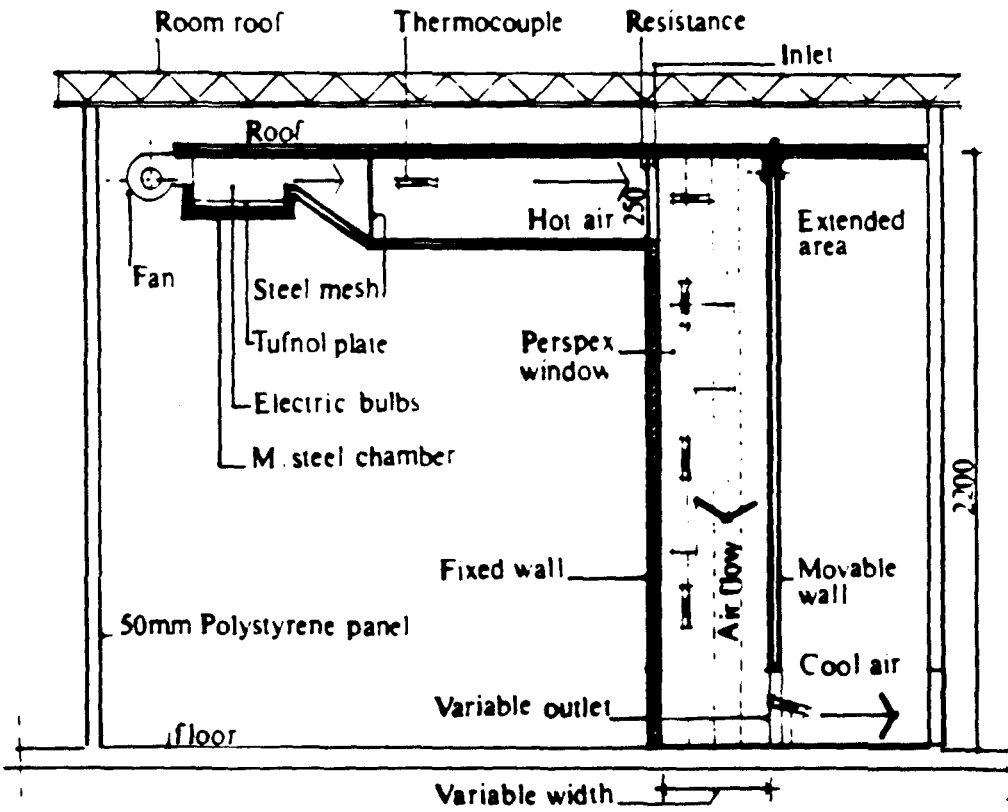 Room roof
Thermocouple
Resistance
Inlet
Roof
Hot air
250
Extended
area
Fan
Steel mesh
Tufnol plate
Perspex
window
Electric bulbs
M. steel chamber
2200
Fixed wall
Air flow
Movable
wall
50mm Polystyrene panel
Cool air
Variable outlet
floor
Variable width